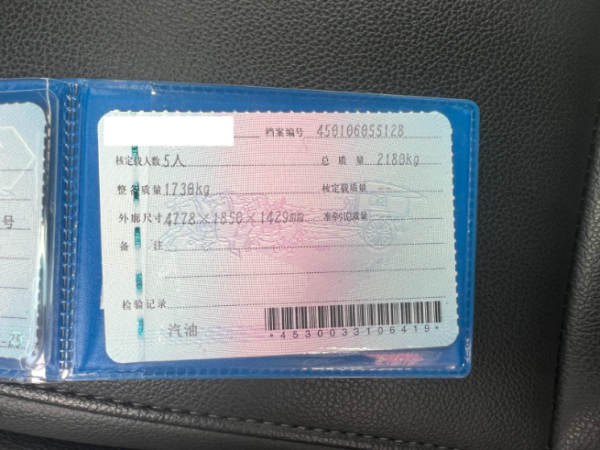 档案编号 450106055128
核定载人数 5人 总质量 2180kg
整备质量 1730kg 核定载质量 --
外廓尺寸 4778×1850×1429mm 准牵引总质量 --
备注
检验记录
汽油
*4530033106419*
号
-25